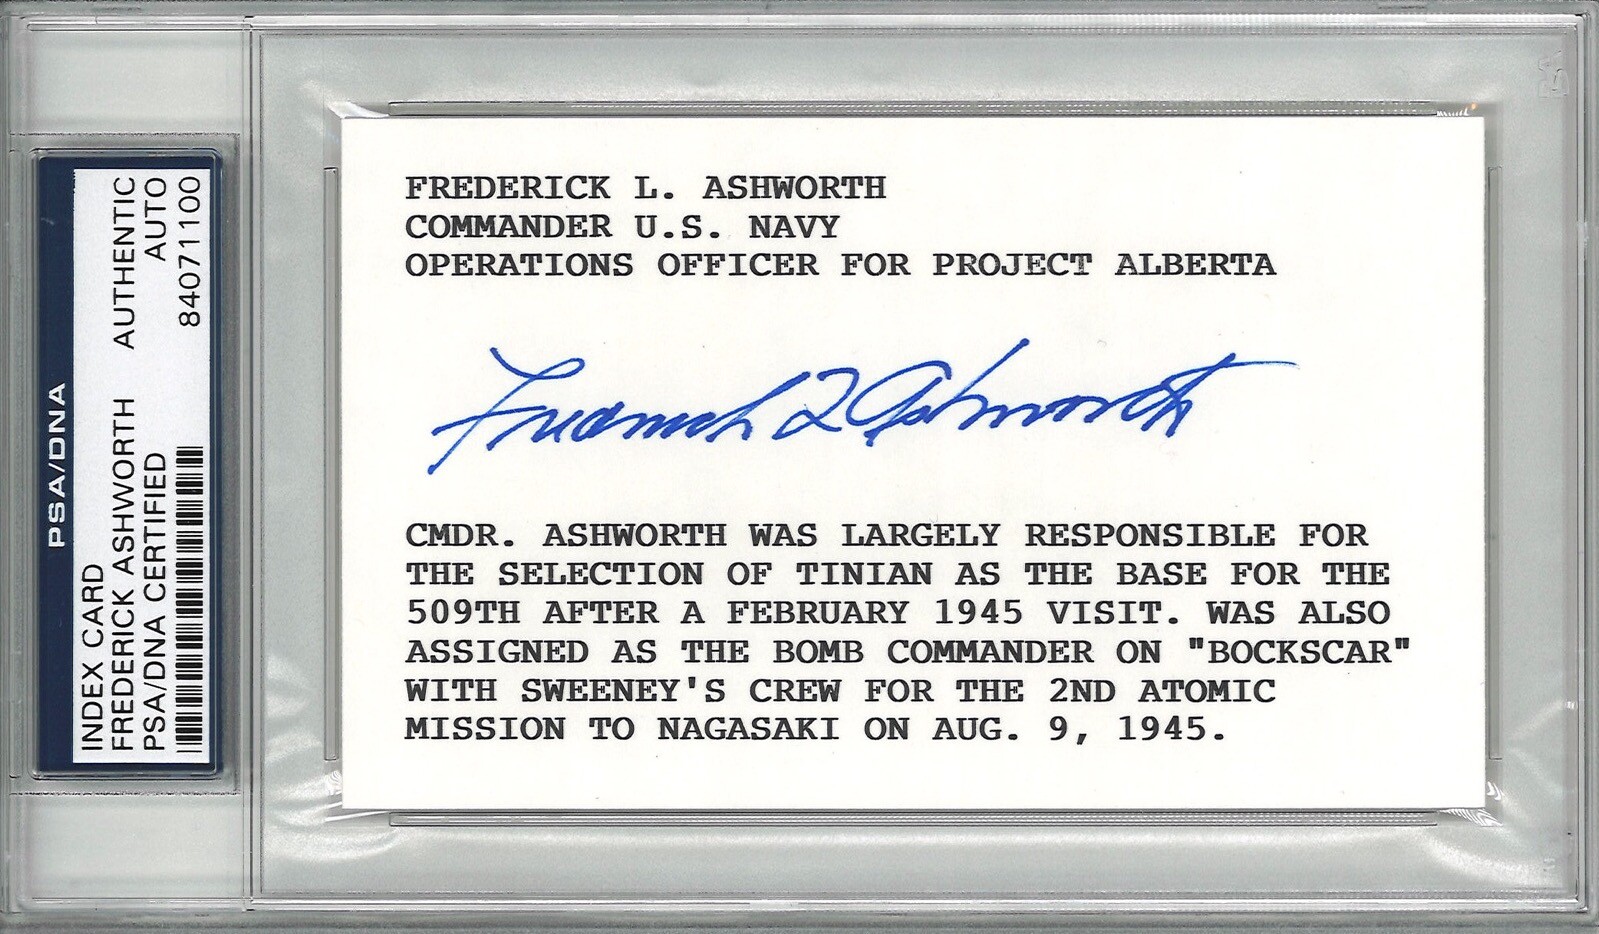 PSA/DNA
INDEX CARD
FREDERICK ASHWORTH AUTHENTIC
PSA/DNA CERTIFIED AUTO
84071100
FREDERICK L. ASHWORTH
COMMANDER U.S. NAVY
OPERATIONS OFFICER FOR PROJECT ALBERTA
Frederick L Ashworth
CMDR. ASHWORTH WAS LARGELY RESPONSIBLE FOR
THE SELECTION OF TINIAN AS THE BASE FOR THE
509TH AFTER A FEBRUARY 1945 VISIT. WAS ALSO
ASSIGNED AS THE BOMB COMMANDER ON "BOCKSCAR"
WITH SWEENEY'S CREW FOR THE 2ND ATOMIC
MISSION TO NAGASAKI ON AUG. 9, 1945.